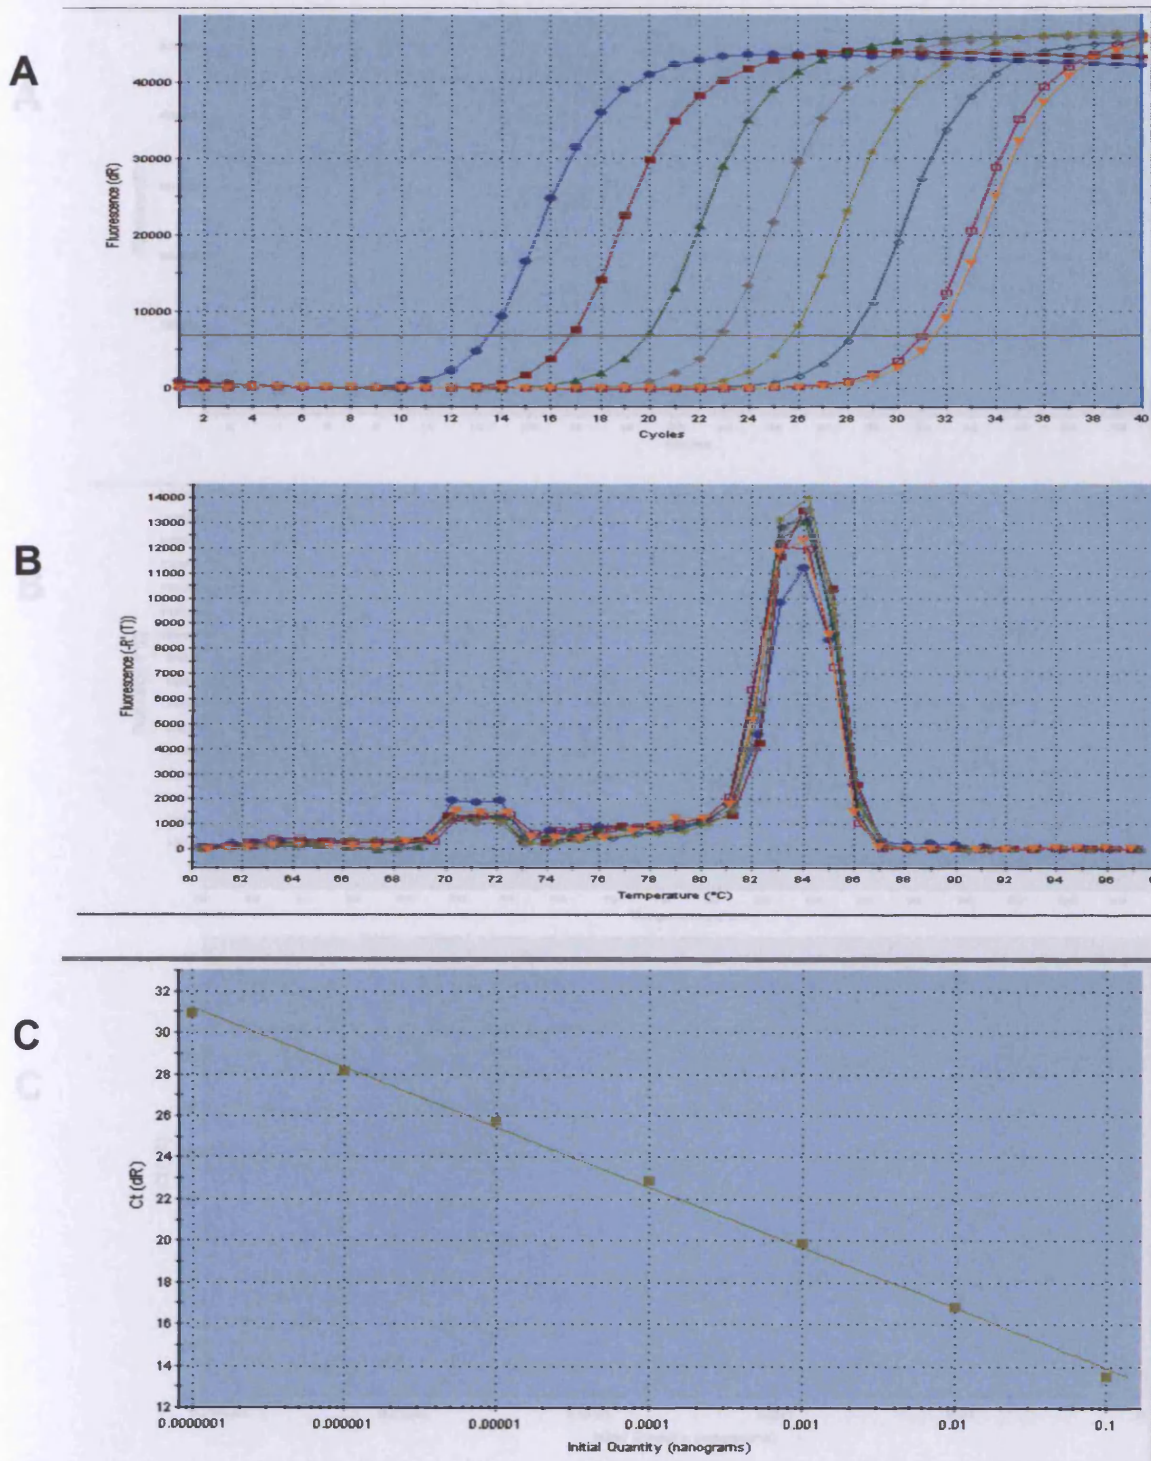 A
Fluorescence (dR)
40000
30000
20000
10000
0
2 4 6 8 10 12 14 16 18 20 22 24 26 28 30 32 34 36 38 40
Cycles
B
Fluorescence (-R'(T))
14000
13000
12000
11000
10000
9000
8000
7000
6000
5000
4000
3000
2000
1000
0
60 62 64 66 68 70 72 74 76 78 80 82 84 86 88 90 92 94 96
Temperature (°C)
C
Ct (dR)
32
30
28
26
24
22
20
18
16
14
12
0.0000001 0.000001 0.00001 0.0001 0.001 0.01 0.1
Initial Quantity (nanograms)